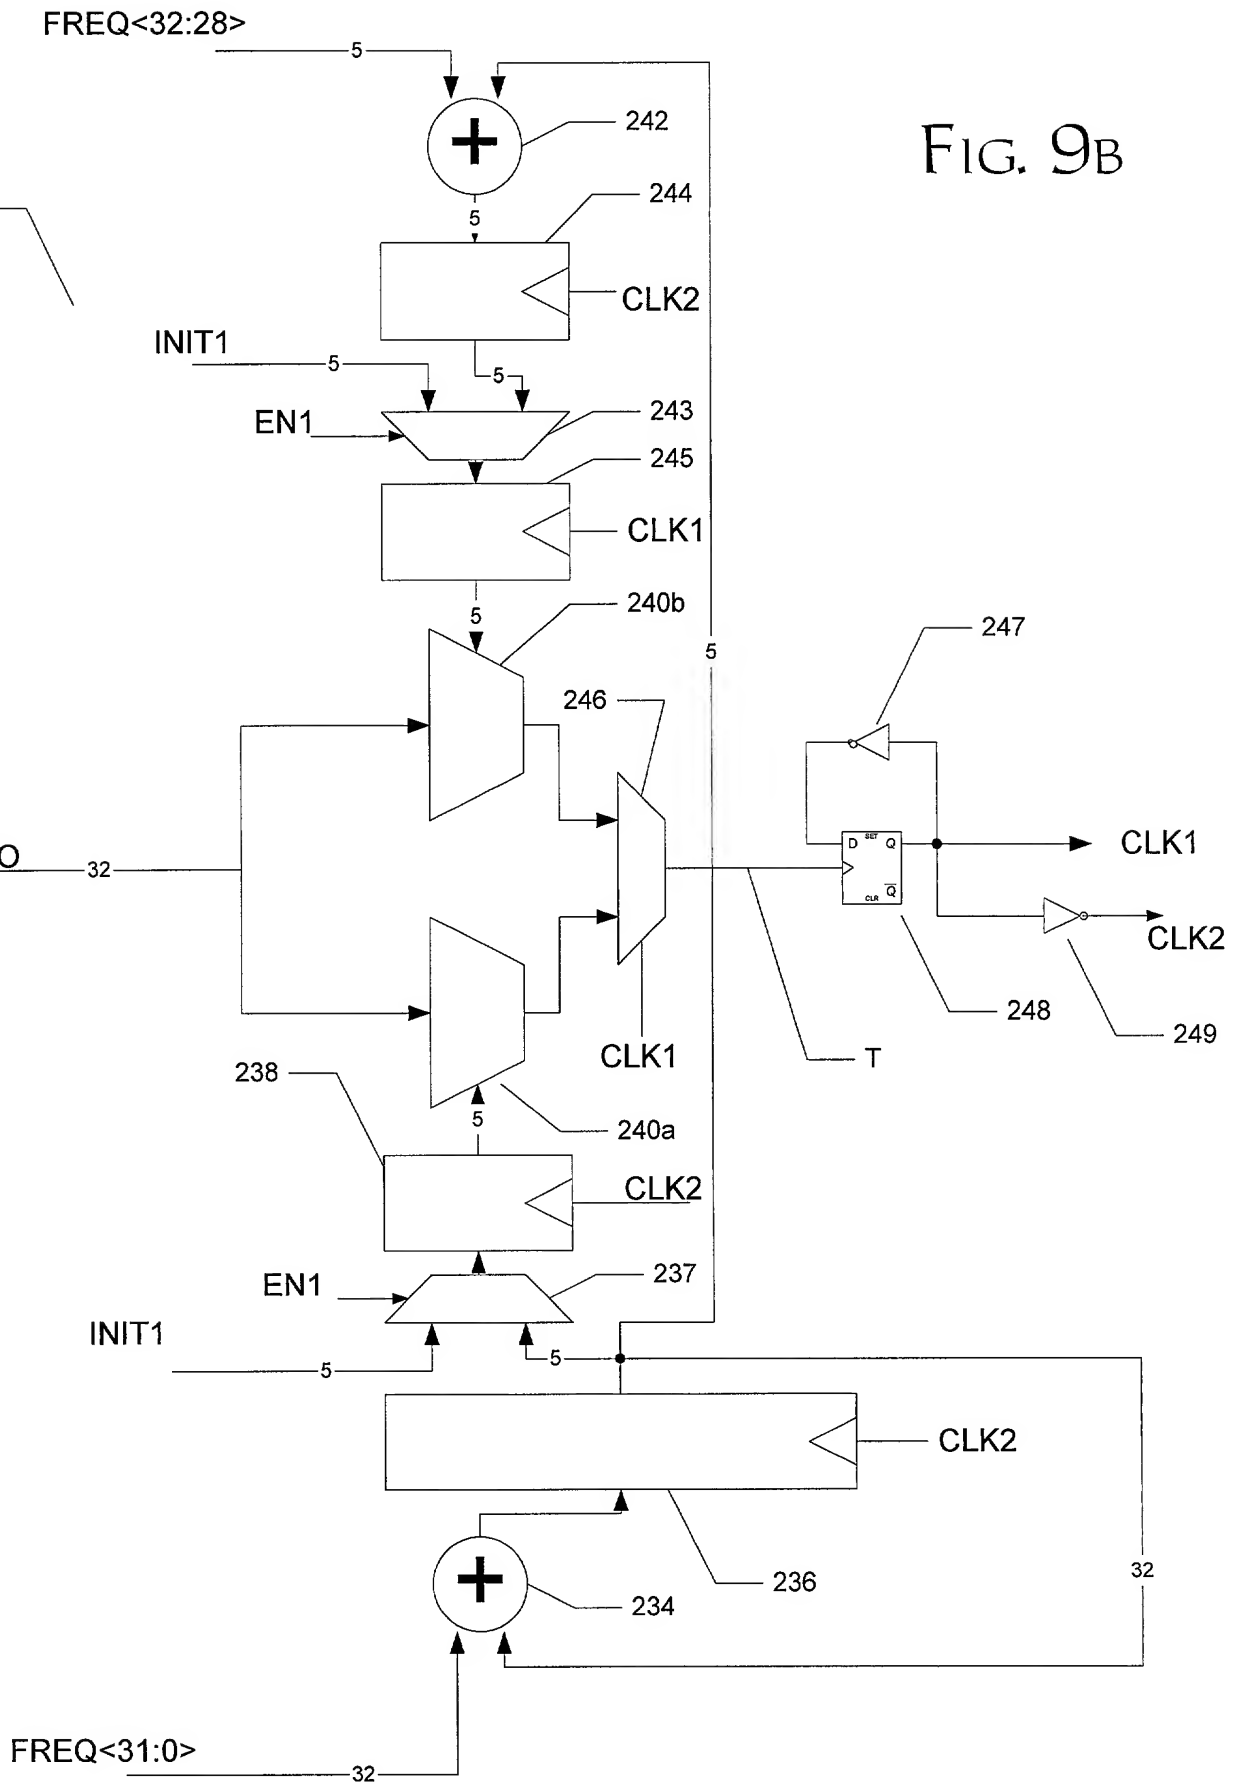 FREQ<32:28>
5
242
FIG. 9B
5
244
CLK2
INIT1
5
5
EN1
243
245
CLK1
5
240b
247
5
246
D SET Q
CLR Q
CLK1
O
32
CLK2
248
249
CLK1
T
238
5
240a
CLK2
EN1
237
INIT1
5
5
CLK2
236
32
234
FREQ<31:0>
32